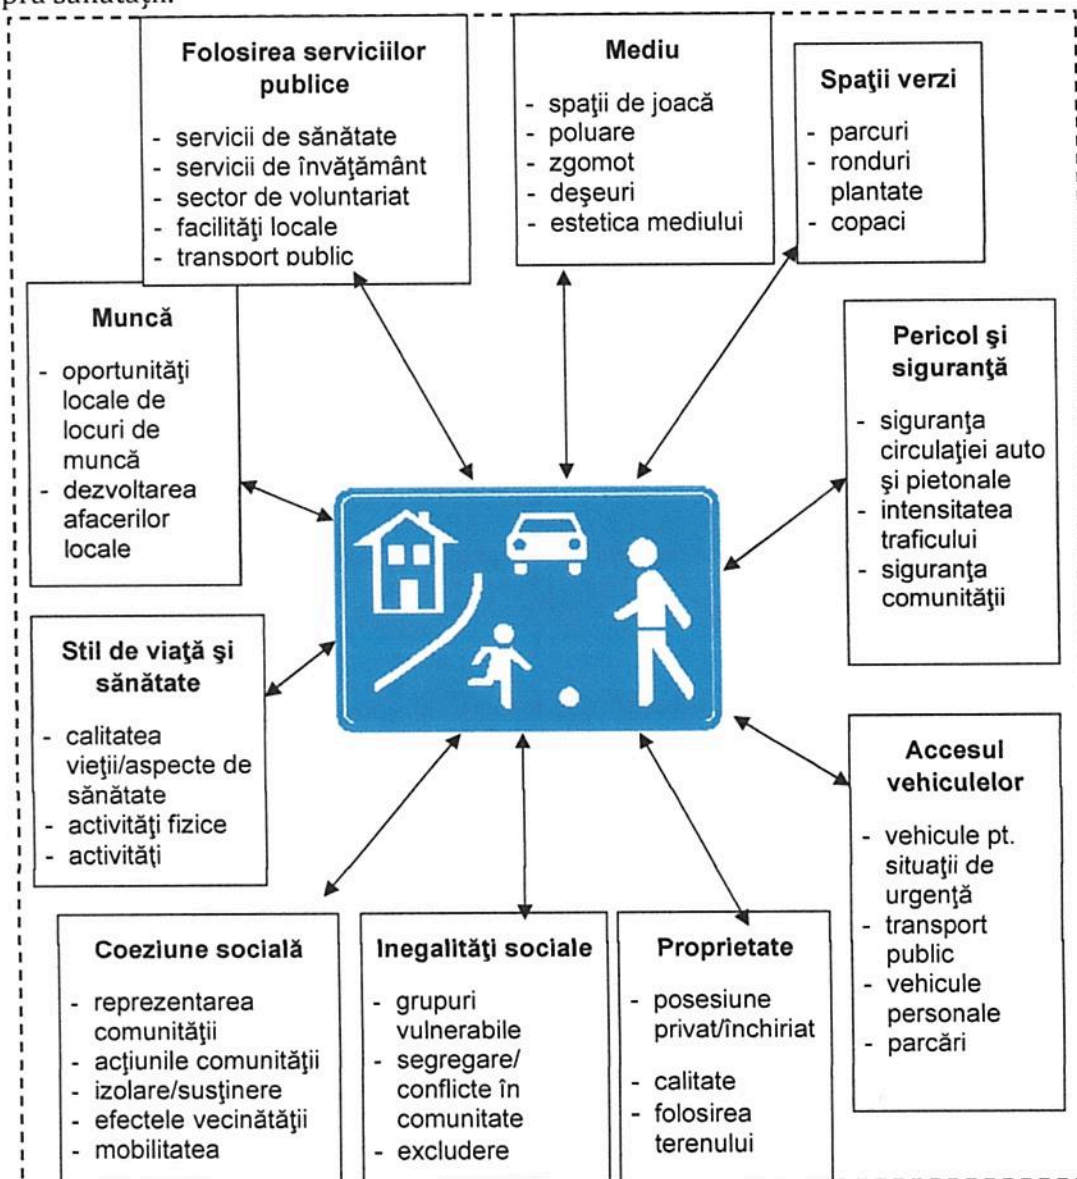 pra sănătăţii.
Folosirea serviciilor
publice
- servicii de sănătate
- servicii de învăţământ
- sector de voluntariat
- facilităţi locale
- transport public
Mediu
- spaţii de joacă
- poluare
- zgomot
- deşeuri
- estetica mediului
Spaţii verzi
- parcuri
- ronduri
plantate
- copaci
Muncă
- oportunităţi
locale de
locuri de
muncă
- dezvoltarea
afacerilor
locale
Pericol şi
siguranţă
- siguranţa
circulaţiei auto
şi pietonale
- intensitatea
traficului
- siguranţa
comunităţii
Stil de viaţă şi
sănătate
- calitatea
vieţii/aspecte de
sănătate
- activităţi fizice
- activităţi
Accesul
vehiculelor
- vehicule pt.
situaţii de
urgenţă
- transport
public
- vehicule
personale
- parcări
Coeziune socială
- reprezentarea
comunităţii
- acţiunile comunităţii
- izolare/susţinere
- efectele vecinătăţii
- mobilitatea
Inegalităţi sociale
- grupuri
vulnerabile
- segregare/
conflicte în
comunitate
- excludere
Proprietate
- posesiune
privat/închiriat
- calitate
- folosirea
terenului